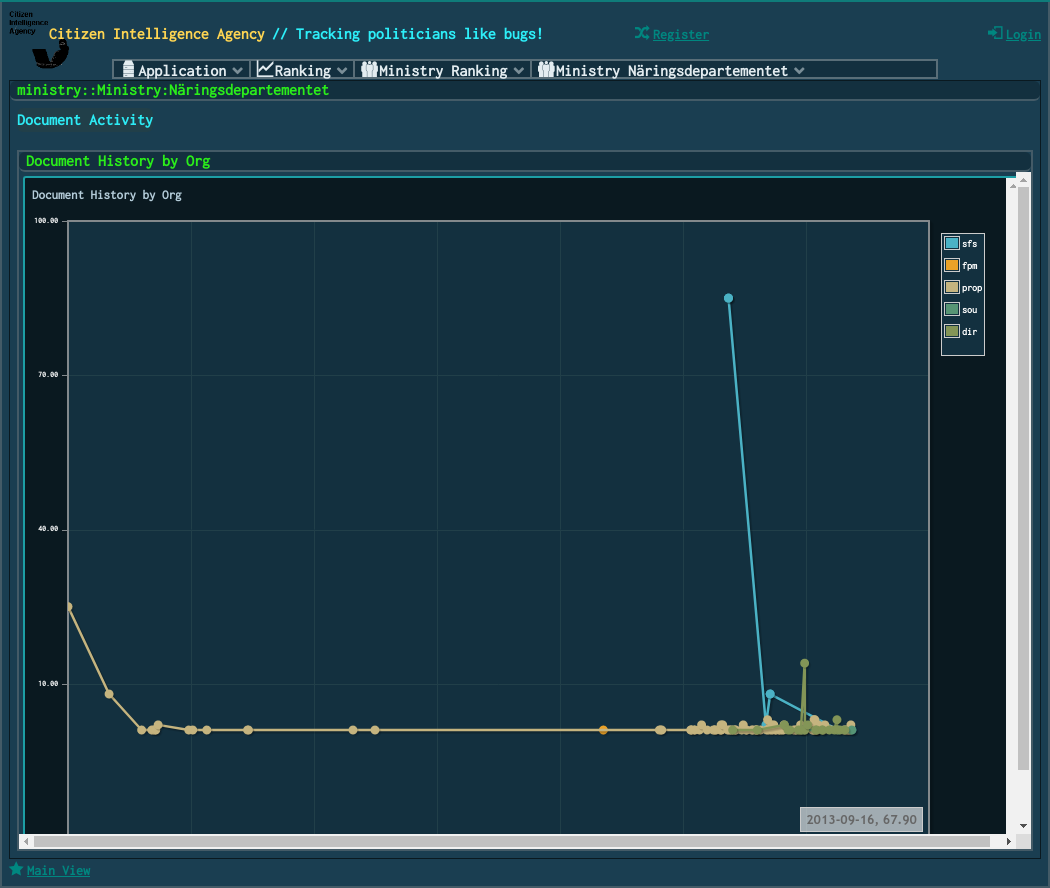 Citizen
Intelligence
Agency
Citizen Intelligence Agency // Tracking politicians like bugs!
Register
Login
Application
Ranking
Ministry Ranking
Ministry Näringsdepartementet
ministry::Ministry:Näringsdepartementet
Document Activity
Document History by Org
Document History by Org
100.00
70.00
40.00
10.00
sfs
fpm
prop
sou
dir
2013-09-16, 67.90
Main View